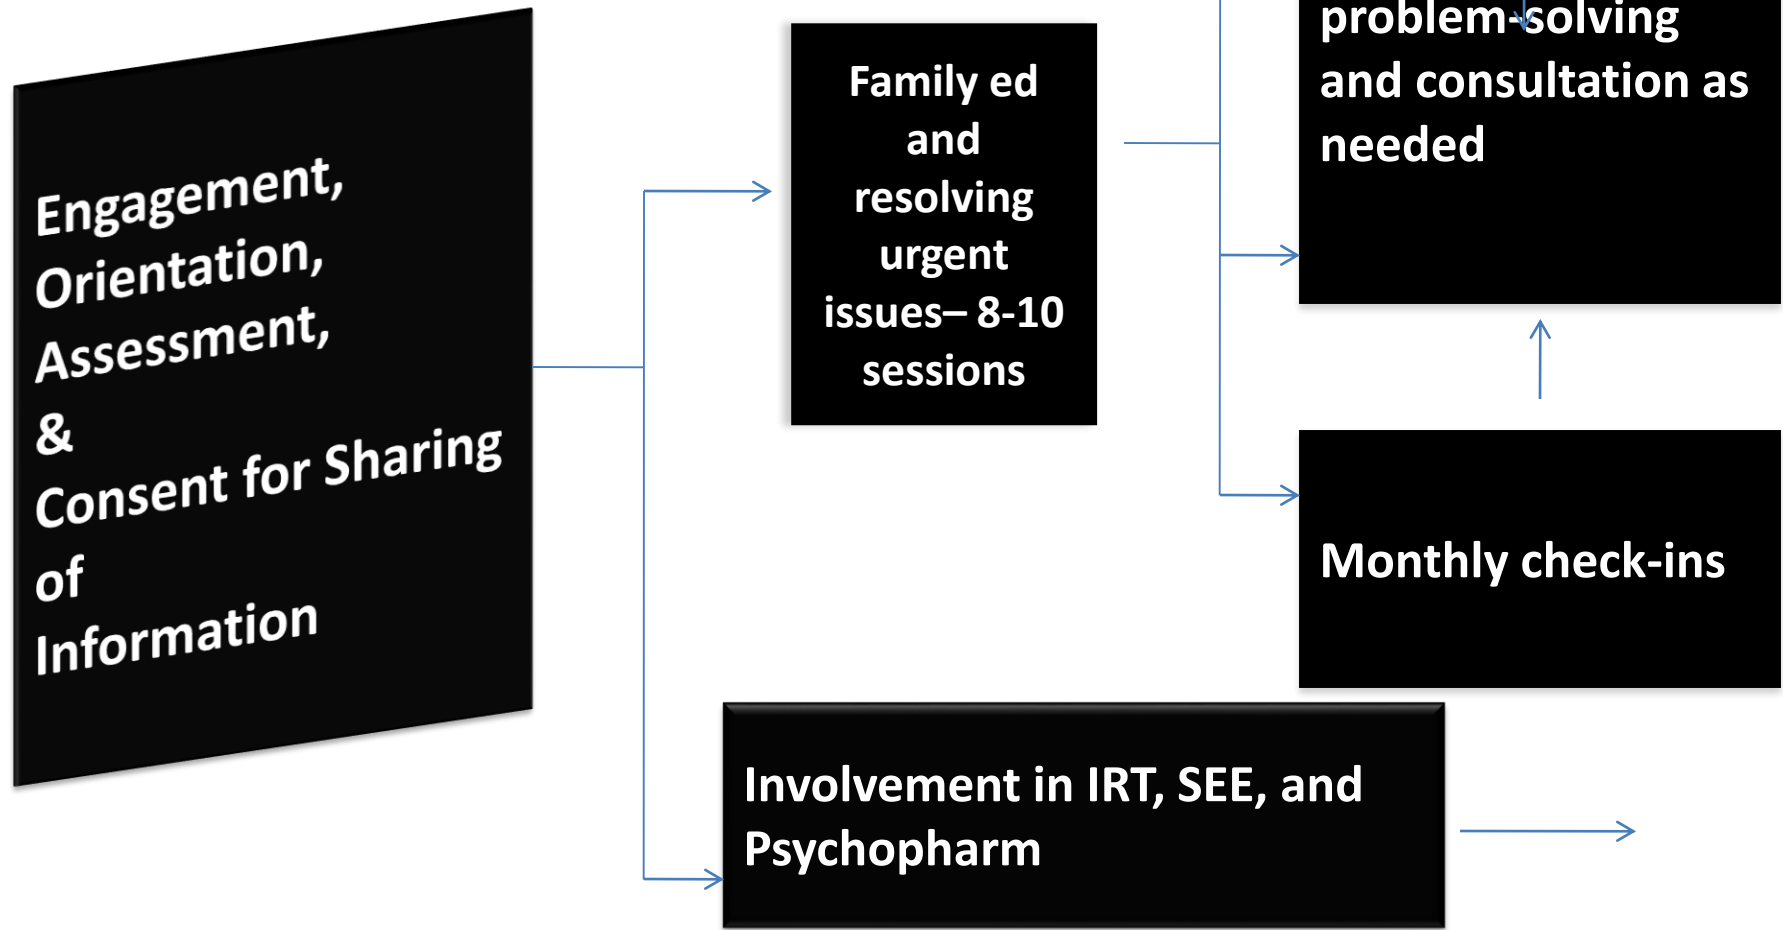 Engagement,
Orientation,
Assessment,
&
Consent for Sharing
of
Information
Family ed
and
resolving
urgent
issues– 8-10
sessions
problem-solving
and consultation as
needed
Monthly check-ins
Involvement in IRT, SEE, and
Psychopharm